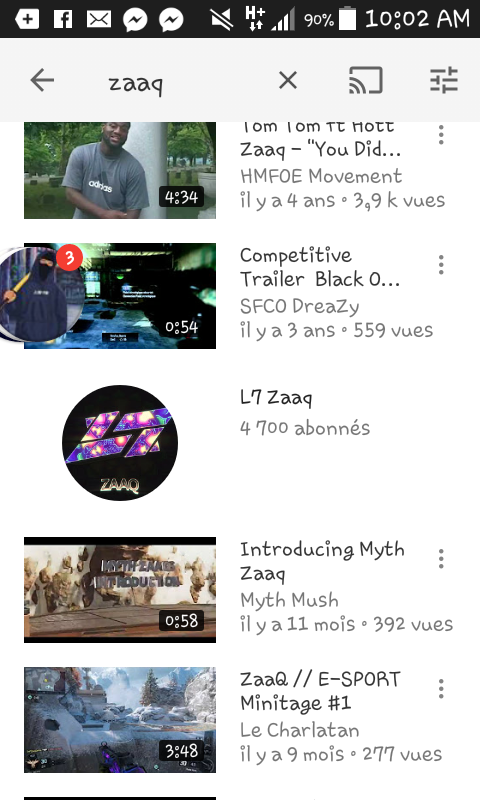 H+
90%
10:02 AM
zaaq
Tom Tom ft Hott
Zaaq – "You Did...
HMFOE Movement
il y a 4 ans • 3,9 k vues
adidas
4:34
3
Competitive
Trailer Black O...
SFCO DreaZy
il y a 3 ans • 559 vues
0:54
L7 Zaaq
4 700 abonnés
L7
ZAAQ
Introducing Myth
Zaaq
Myth Mush
il y a 11 mois • 392 vues
0:58
ZaaQ // E-SPORT
Minitage #1
Le Charlatan
il y a 9 mois • 277 vues
3:48